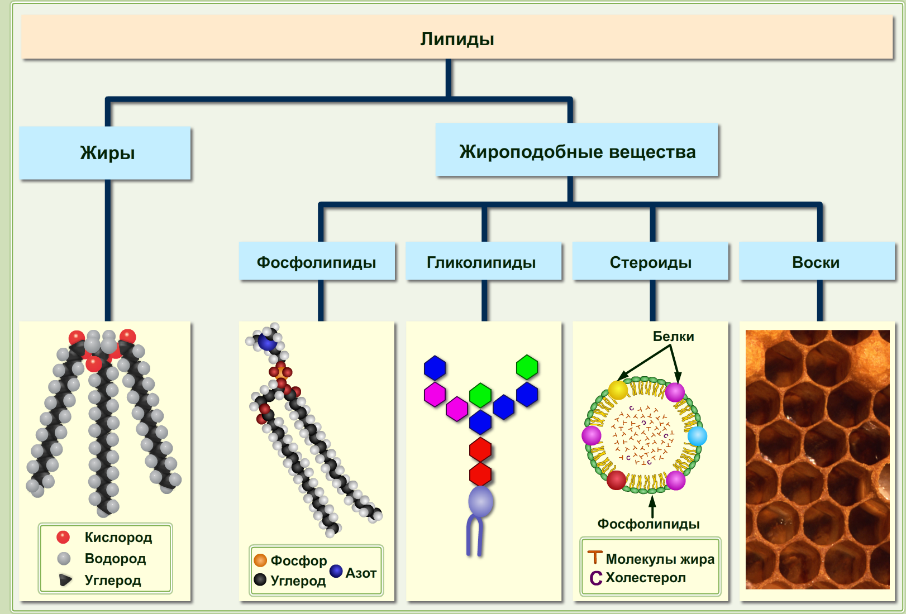 Липиды
Жиры
Жироподобные вещества
Фосфолипиды
Гликолипиды
Стероиды
Воски
Кислород
Водород
Углерод
Фосфор
Углерод
Азот
Белки
Фосфолипиды
Молекулы жира
С Холестерол